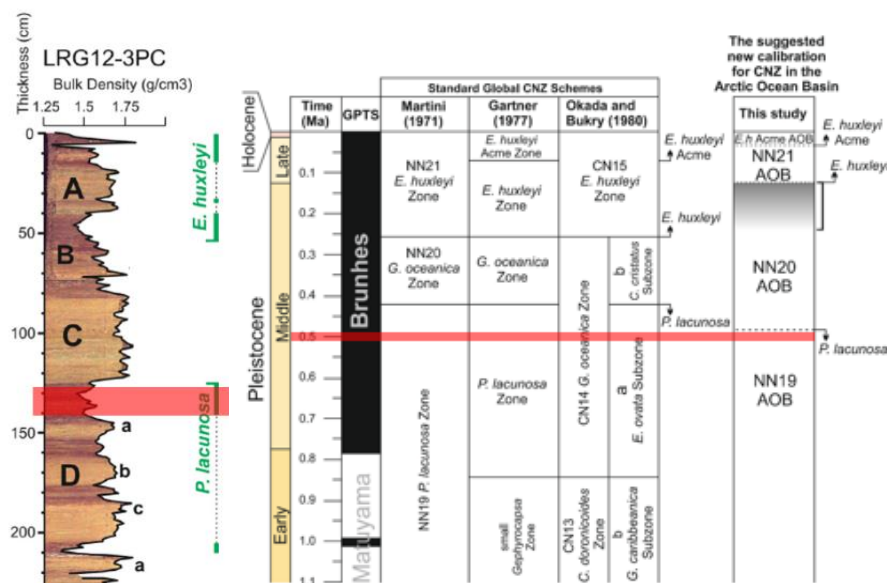 LRG12-3PC
Bulk Density (g/cm3)
1.25 1.5 1.75
Thickness (cm)
0
50
100
150
200
A
B
C
D
a
b
c
a
E. huxleyi
P. lacunosa
Holocene
Pleistocene
Late
Middle
Early
Standard Global CNZ Schemes
Time
(Ma)
GPTS
Martini
(1971)
Gartner
(1977)
Okada and
Bukry (1980)
0.1
0.2
0.3
0.4
0.5
0.6
0.7
0.8
0.9
1.0
1.1
Brunhes
Matuyama
NN21
E. huxleyi
Zone
NN20
G. oceanica
Zone
NN19 P. lacunosa Zone
E. huxleyi
Acme Zone
E. huxleyi
Zone
G. oceanica
Zone
P. lacunosa
Zone
small
Gephyrocapsa
Zone
CN15
E. huxleyi
Zone
CN14 G. oceanica Zone
b
C. cristatus
Subzone
a
E. ovata Subzone
CN13
C. doronicoides
Zone
b
G. caribbeanica
Subzone
E. huxleyi
Acme
E. huxleyi
P. lacunosa
The suggested
new calibration
for CNZ in the
Arctic Ocean Basin
This study
E.h Acme AOB
NN21
AOB
NN20
AOB
NN19
AOB
E. huxleyi
Acme
E. huxleyi
P. lacunosa